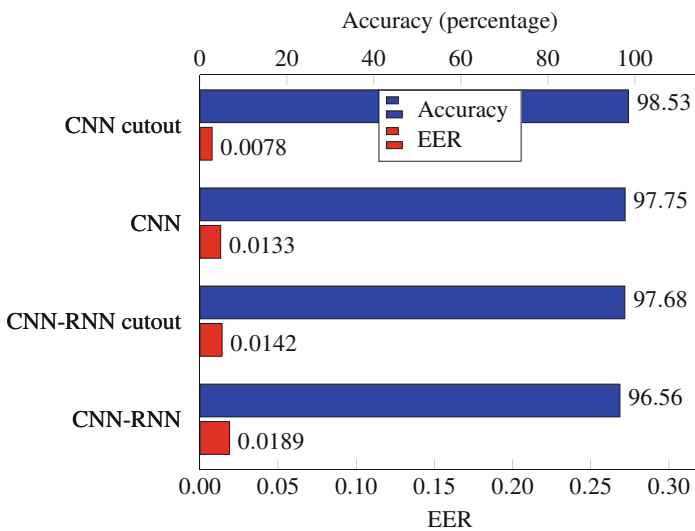 Accuracy (percentage)
0 20 40 60 80 100
CNN cutout
98.53
0.0078
Accuracy
EER
CNN
97.75
0.0133
CNN-RNN cutout
97.68
0.0142
CNN-RNN
96.56
0.0189
0.00 0.05 0.10 0.15 0.20 0.25 0.30
EER